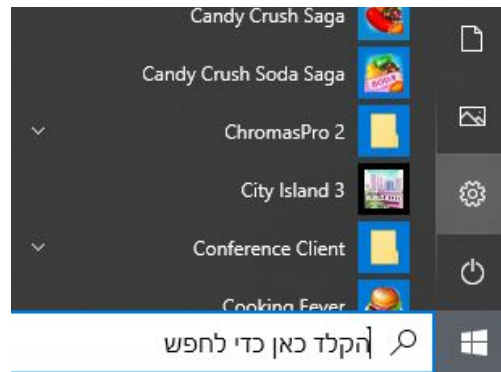 Candy Crush Saga
Candy Crush Soda Saga
ChromasPro 2
City Island 3
Conference Client
Cooking Fever
הקלד כאן כדי לחפש